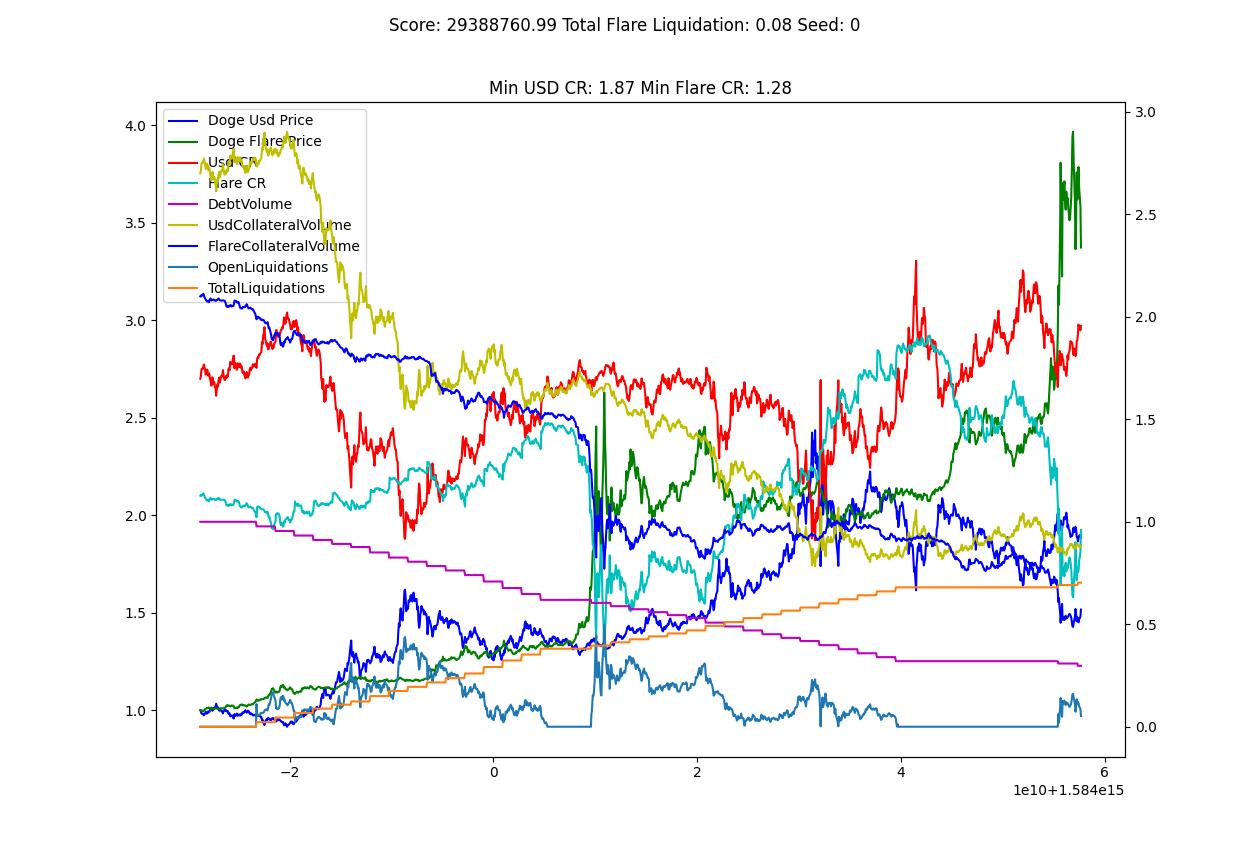 Score: 29388760.99 Total Flare Liquidation: 0.08 Seed: 0
Min USD CR: 1.87 Min Flare CR: 1.28
Doge Usd Price
Doge Flare Price
Usd CR
Flare CR
DebtVolume
UsdCollateralVolume
FlareCollateralVolume
OpenLiquidations
TotalLiquidations
4.0
3.5
3.0
2.5
2.0
1.5
1.0
3.0
2.5
2.0
1.5
1.0
0.5
0.0
−2 0 2 4 6
1e10+1.584e15